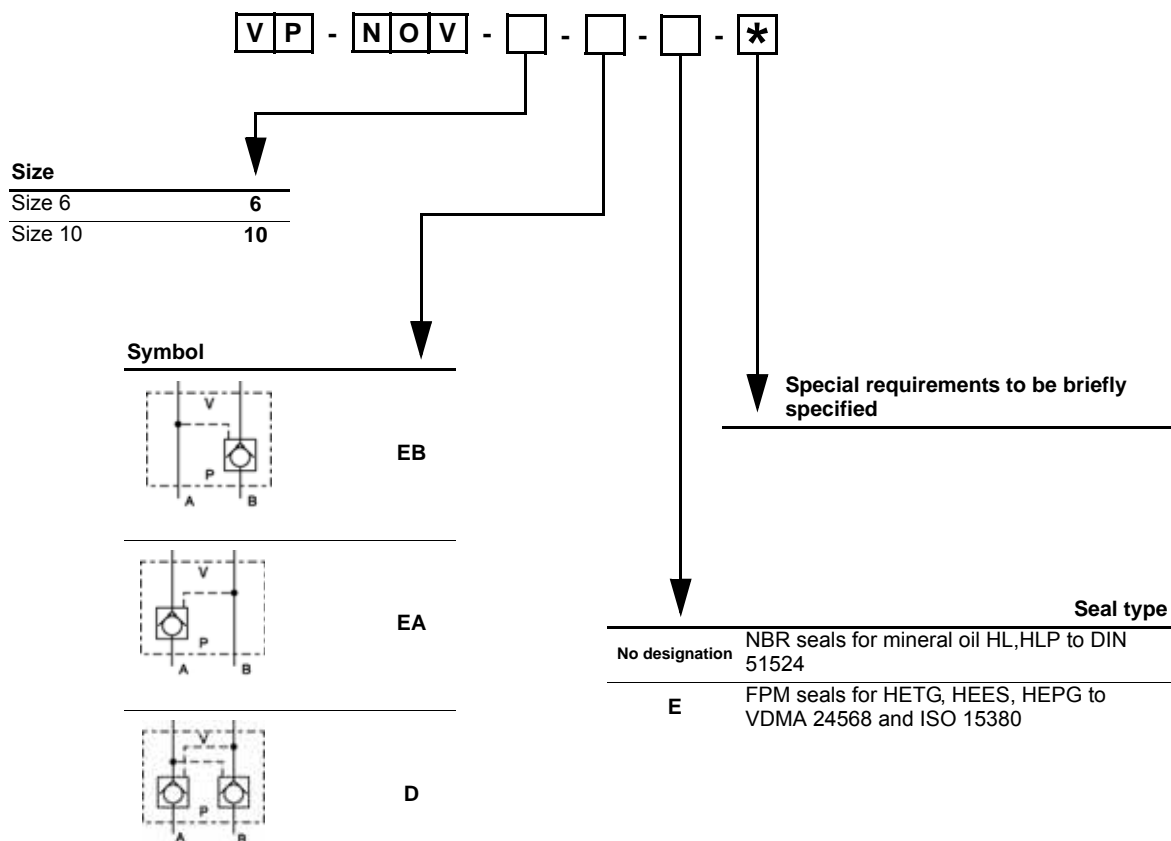 V P - N O V - □ - □ - □ - *
Size
Size 6 6
Size 10 10
Symbol
V
P
A B
EB
V
P
A B
EA
V
P
A B
D
Special requirements to be briefly
specified
Seal type
No designation NBR seals for mineral oil HL,HLP to DIN
51524
E FPM seals for HETG, HEES, HEPG to
VDMA 24568 and ISO 15380